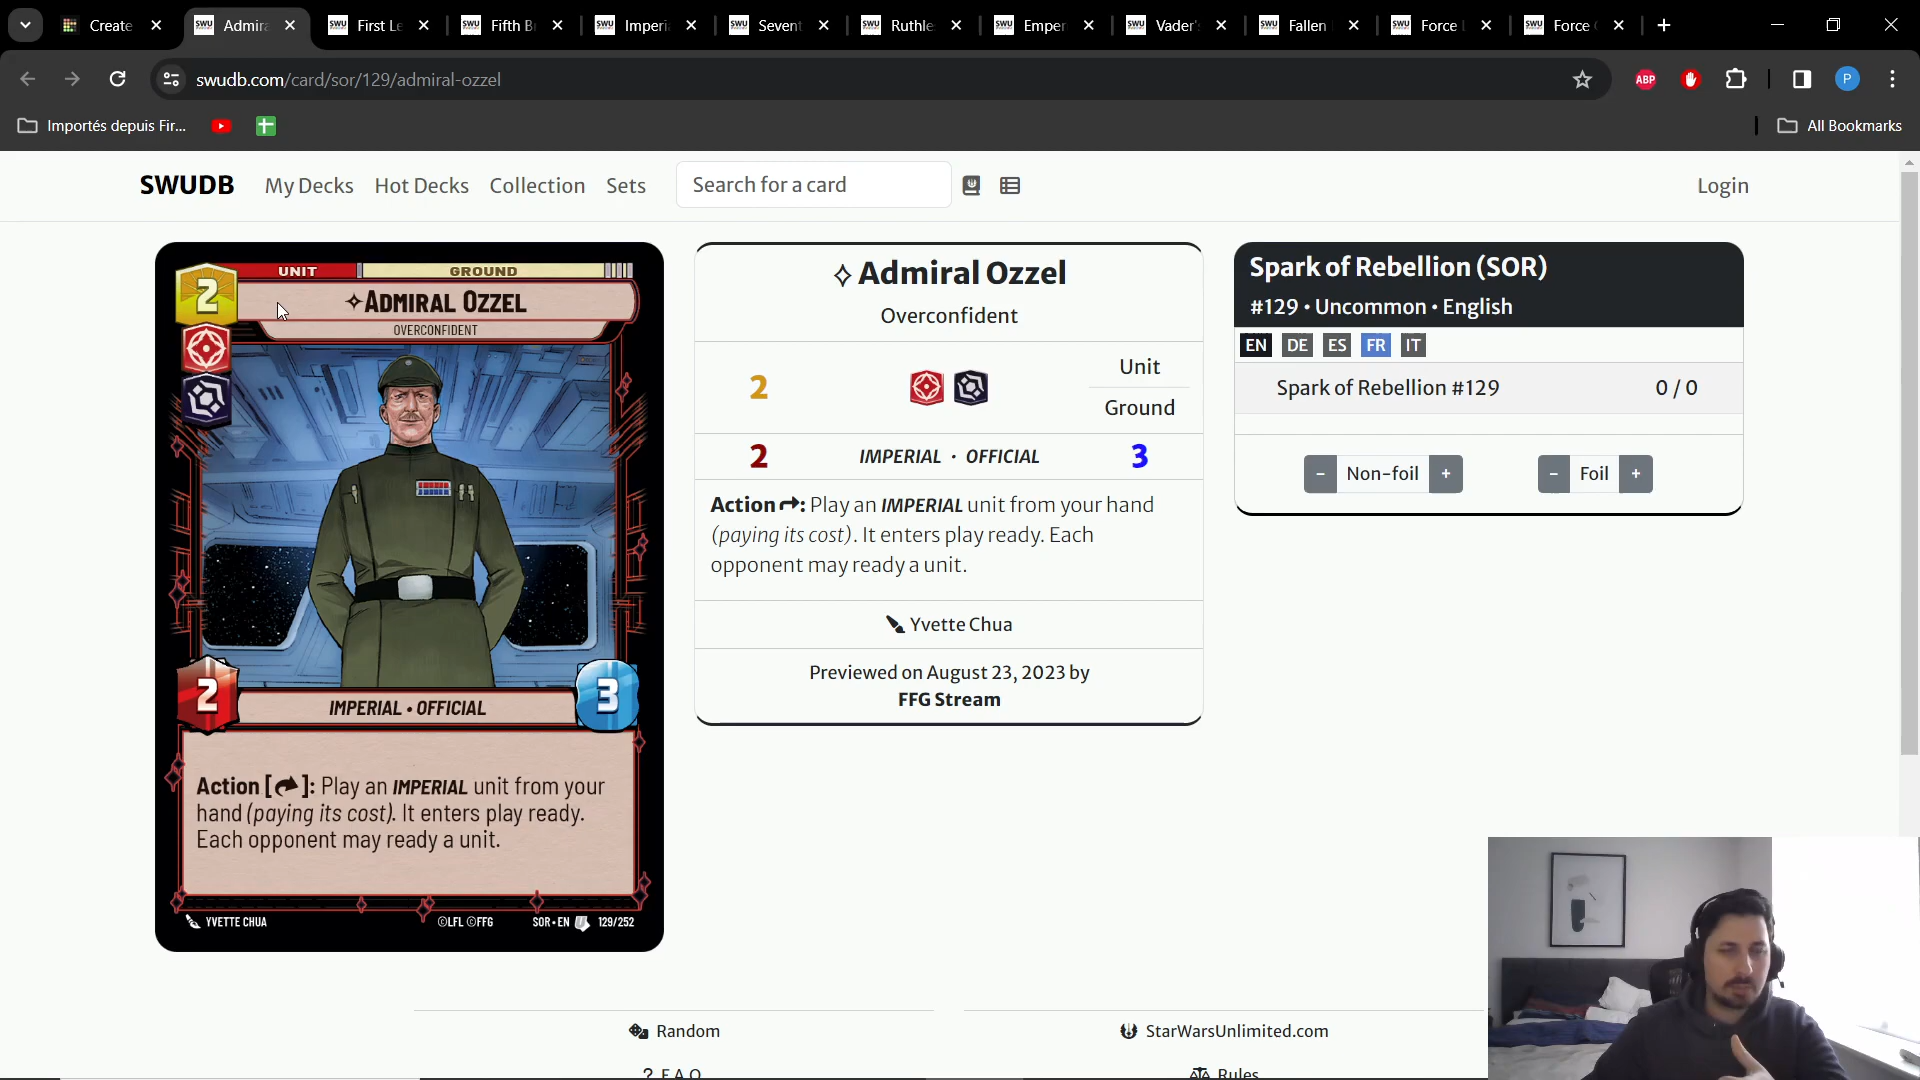 Create
Admira
First Le
Fifth B
Imperi
Sevent
Ruthle
Emper
Vader'
Fallen
Force L
Force
swudb.com/card/sor/129/admiral-ozzel
ABP
P
Importés depuis Fir...
All Bookmarks
SWUDB
My Decks
Hot Decks
Collection
Sets
Search for a card
Login
UNIT
GROUND
2
ADMIRAL OZZEL
OVERCONFIDENT
2
IMPERIAL • OFFICIAL
3
Action [ ]: Play an IMPERIAL unit from your
hand (paying its cost). It enters play ready.
Each opponent may ready a unit.
YVETTE CHUA
©LFL ©FFG
SOR • EN
129/252
Admiral Ozzel
Overconfident
2
Unit
Ground
2
IMPERIAL · OFFICIAL
3
Action : Play an IMPERIAL unit from your hand
(paying its cost). It enters play ready. Each
opponent may ready a unit.
Yvette Chua
Previewed on August 23, 2023 by
FFG Stream
Spark of Rebellion (SOR)
#129 • Uncommon • English
EN DE ES FR IT
Spark of Rebellion #129
0 / 0
- Non-foil +
- Foil +
Random
StarWarsUnlimited.com
? F.A.Q.
Rules